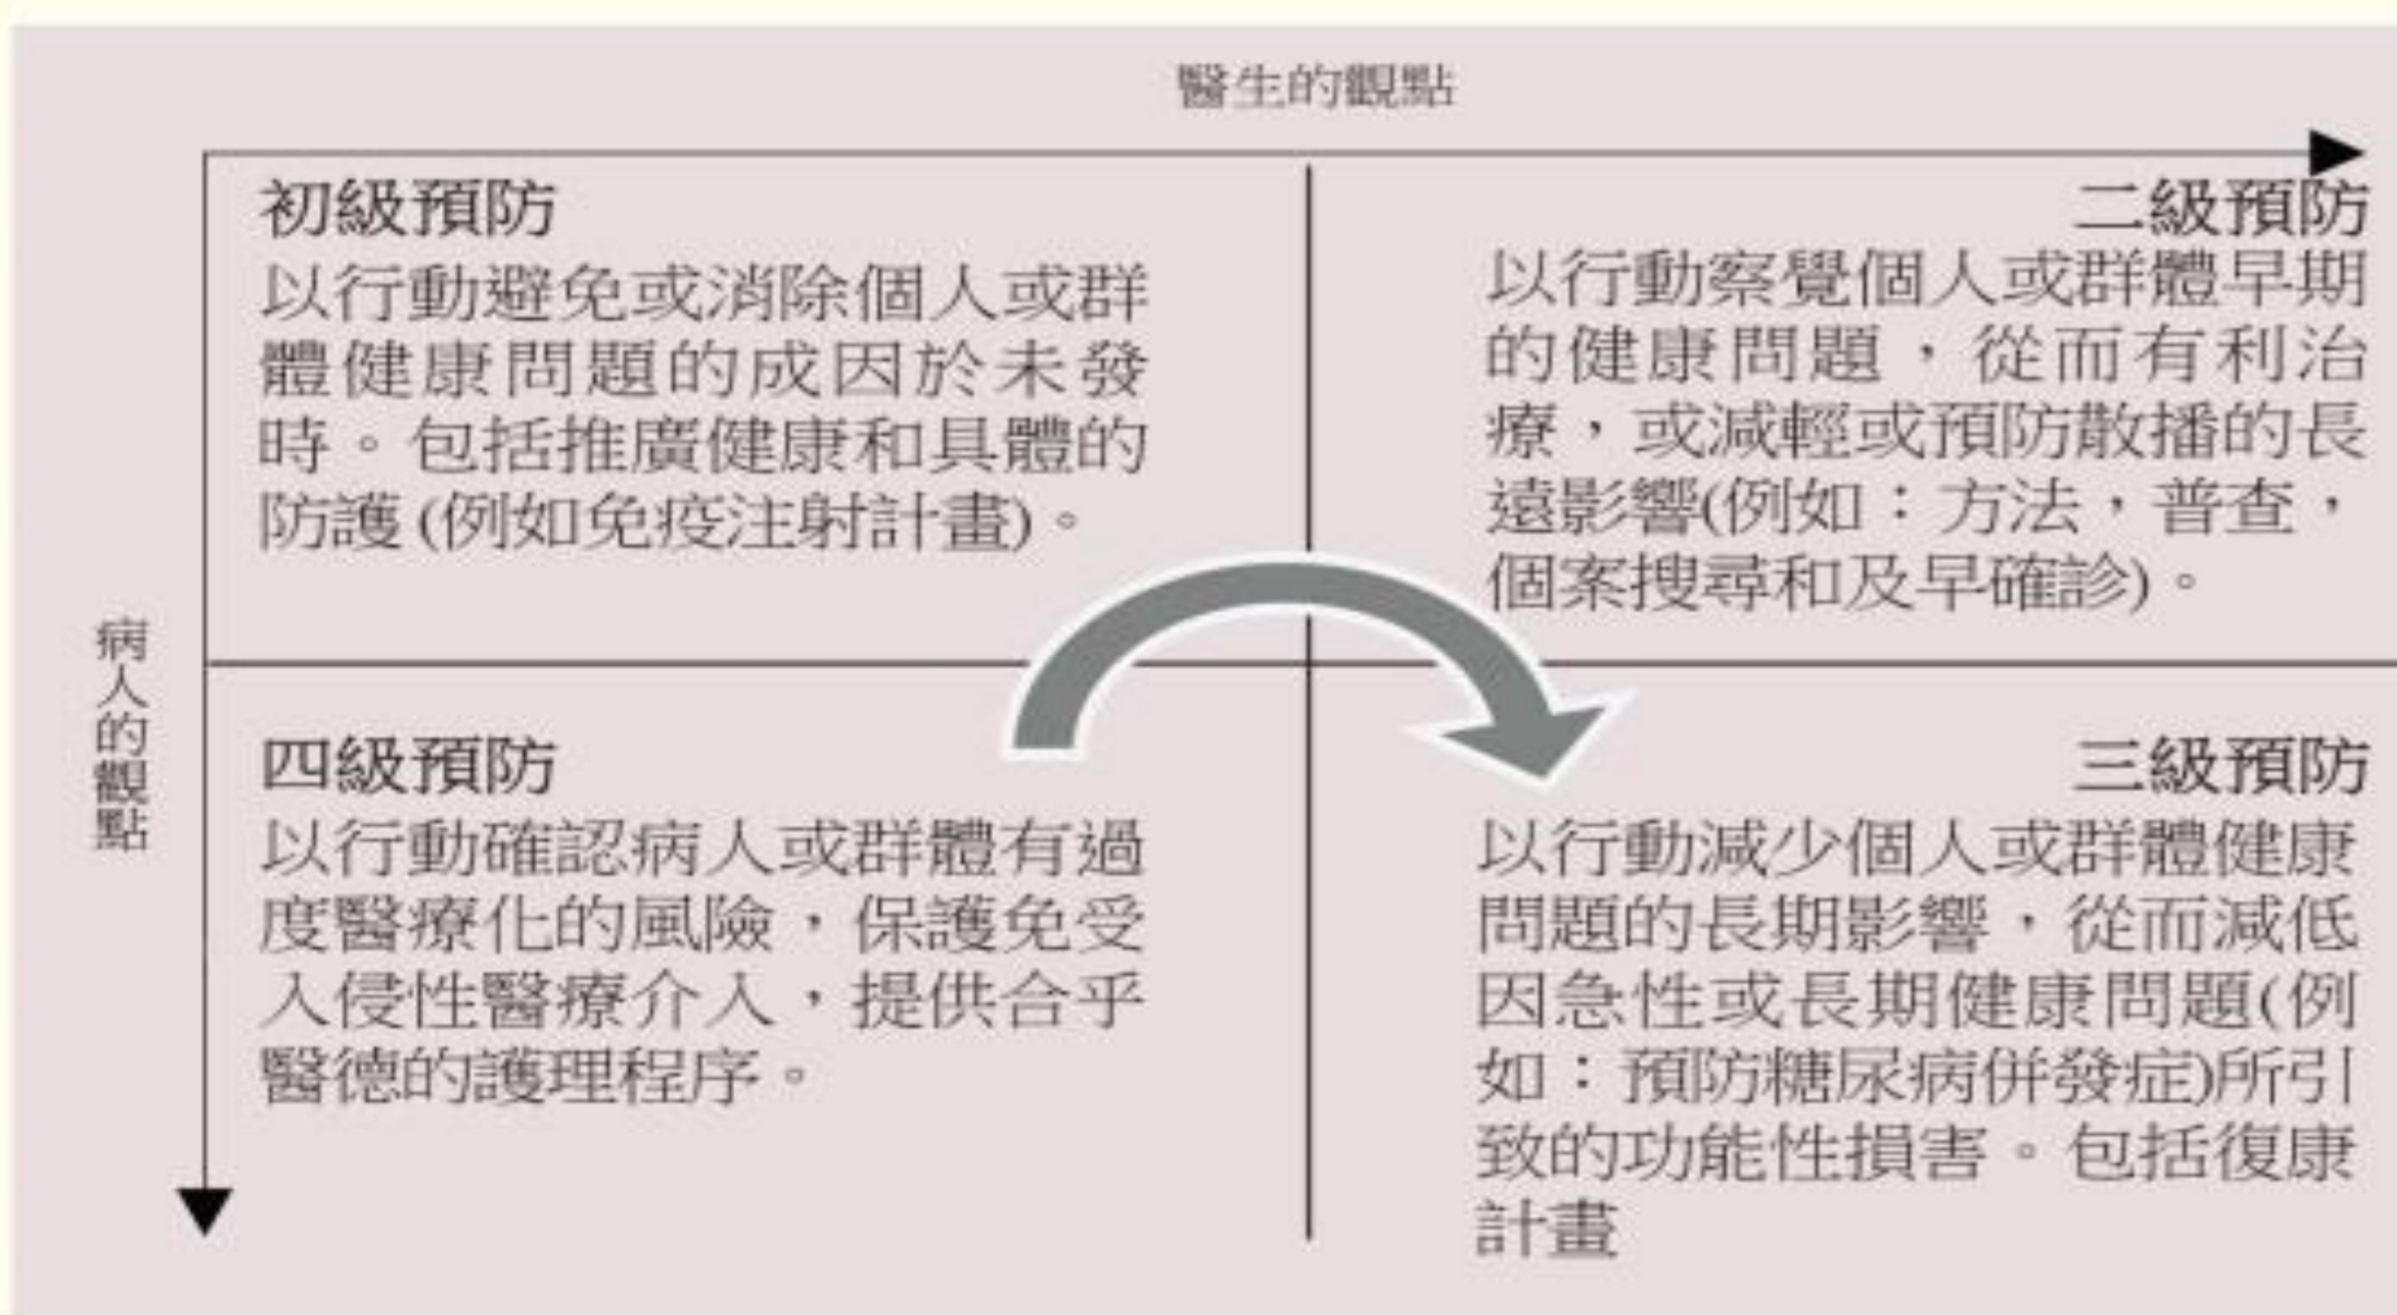 醫生的觀點
初級預防
以行動避免或消除個人或群
體健康問題的成因於未發
時。包括推廣健康和具體的
防護(例如免疫注射計畫)。
二級預防
以行動察覺個人或群體早期
的健康問題，從而有利治
療，或減輕或預防散播的長
遠影響(例如：方法，普查，
個案搜尋和及早確診)。
病人的觀點
四級預防
以行動確認病人或群體有過
度醫療化的風險，保護免受
入侵性醫療介入，提供合乎
醫德的護理程序。
三級預防
以行動減少個人或群體健康
問題的長期影響，從而減低
因急性或長期健康問題(例
如：預防糖尿病併發症)所引
致的功能性損害。包括復康
計畫